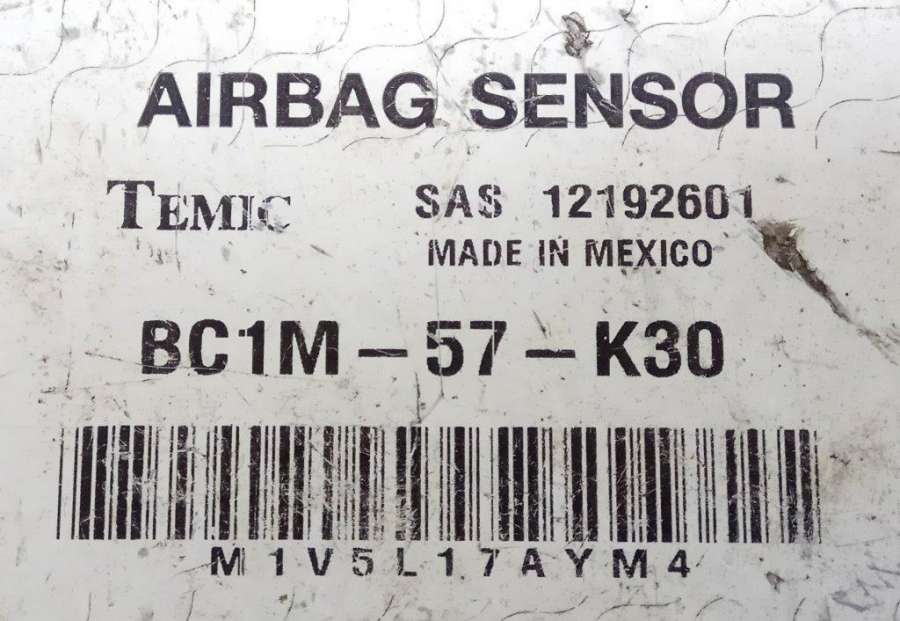 AIRBAG SENSOR
TEMIC SAS 12192601
MADE IN MEXICO
BC1M-57-K30
M1V5L17AYM4